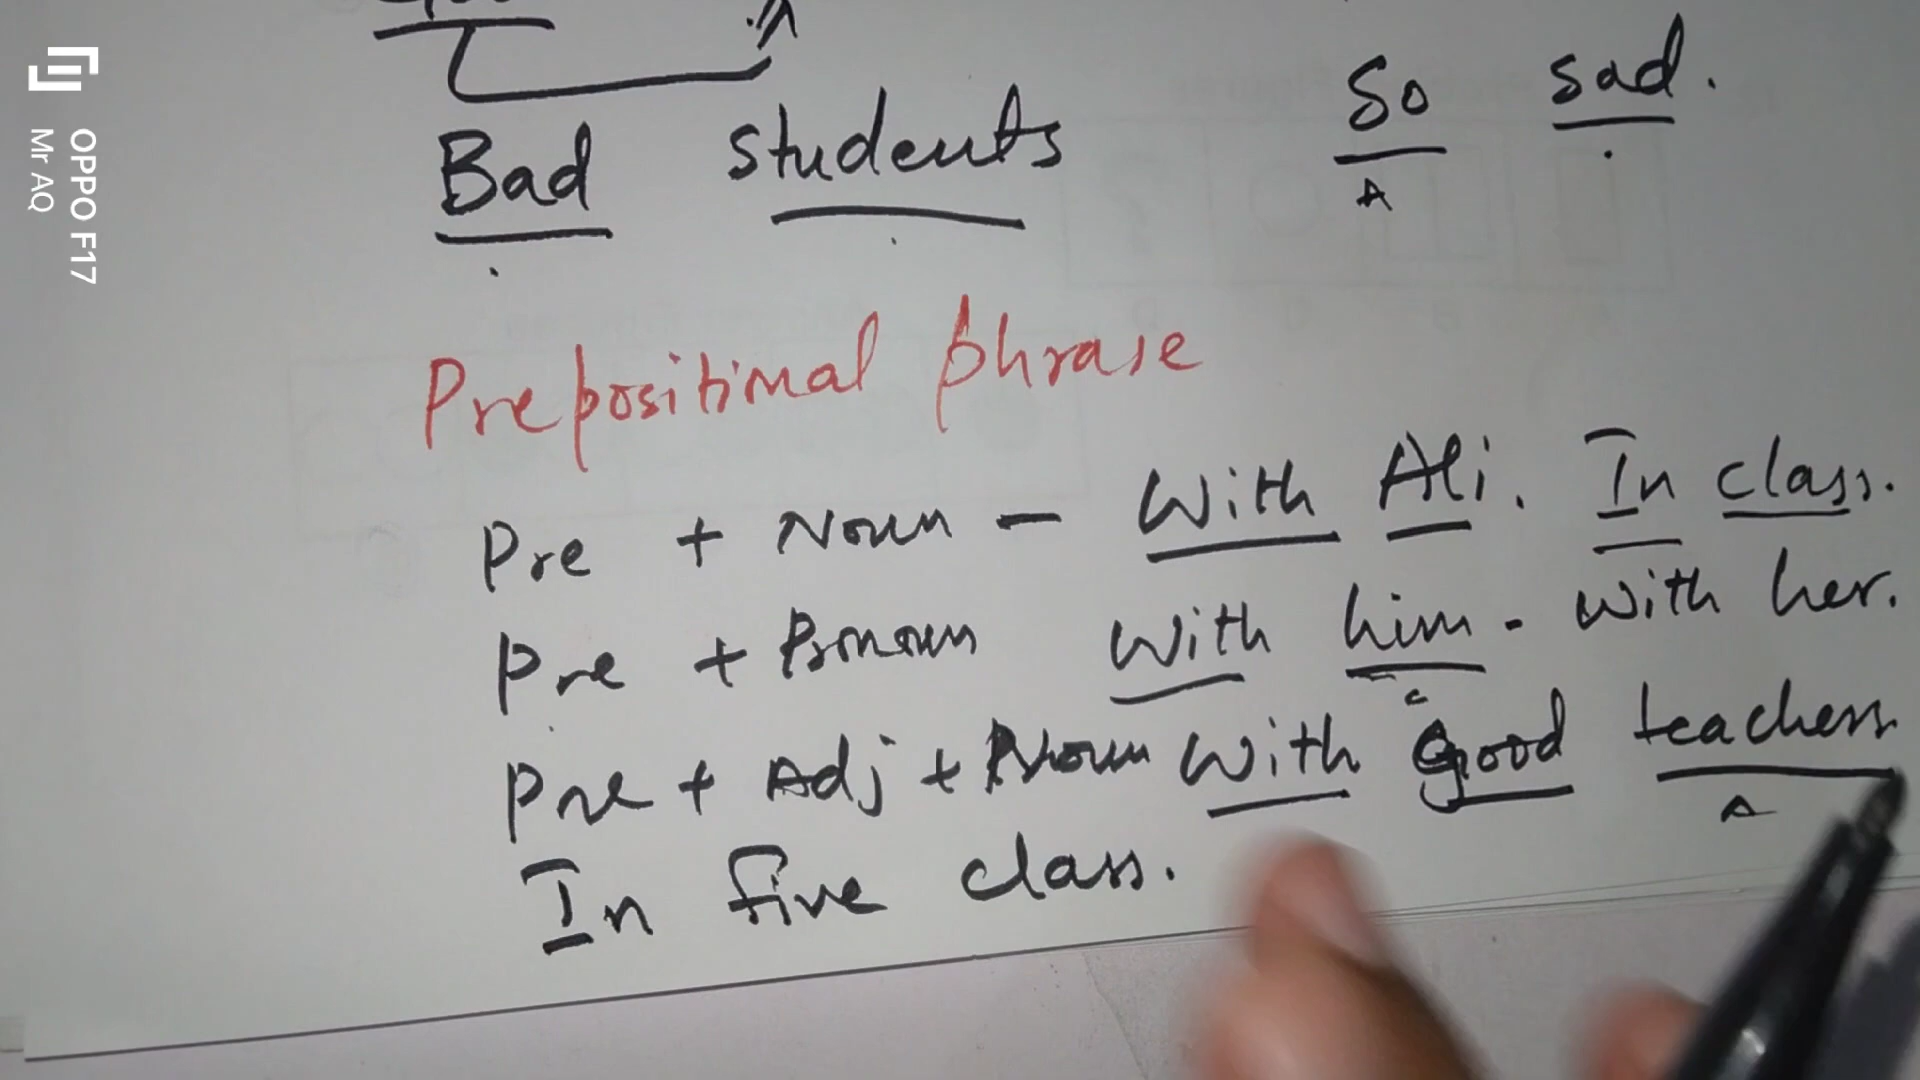 Bad students
So sad.
A
Prepositional phrase
Pre + Noun - With Ali. In class.
Pre + Pronoun With him - With her.
Pre + Adj + Noun With good teachers
A
In five class.
OPPO F17
Mr AQ